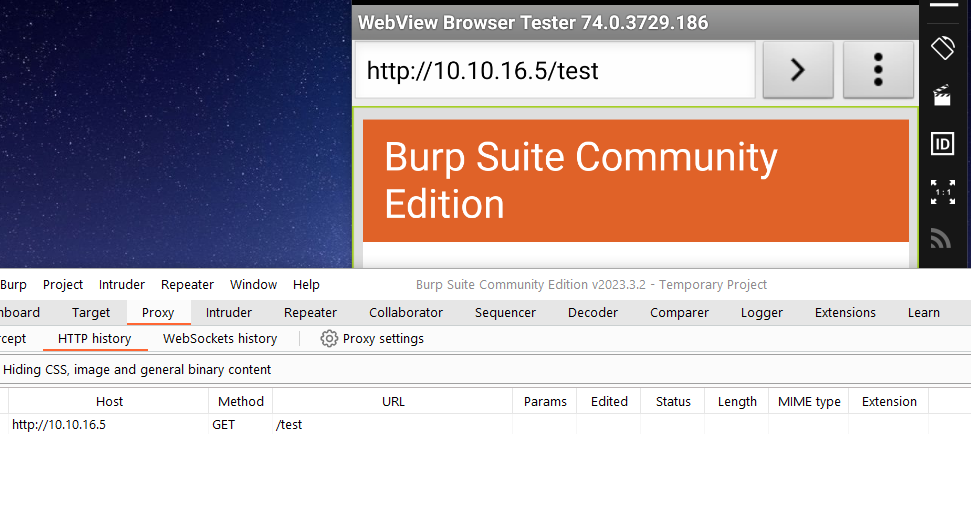 WebView Browser Tester 74.0.3729.186
http://10.10.16.5/test
Burp Suite Community
Edition
ID
1:1
Burp Project Intruder Repeater Window Help Burp Suite Community Edition v2023.3.2 - Temporary Project
nboard Target Proxy Intruder Repeater Collaborator Sequencer Decoder Comparer Logger Extensions Learn
rcept HTTP history WebSockets history Proxy settings
Hiding CSS, image and general binary content
Host Method URL Params Edited Status Length MIME type Extension
http://10.10.16.5 GET /test